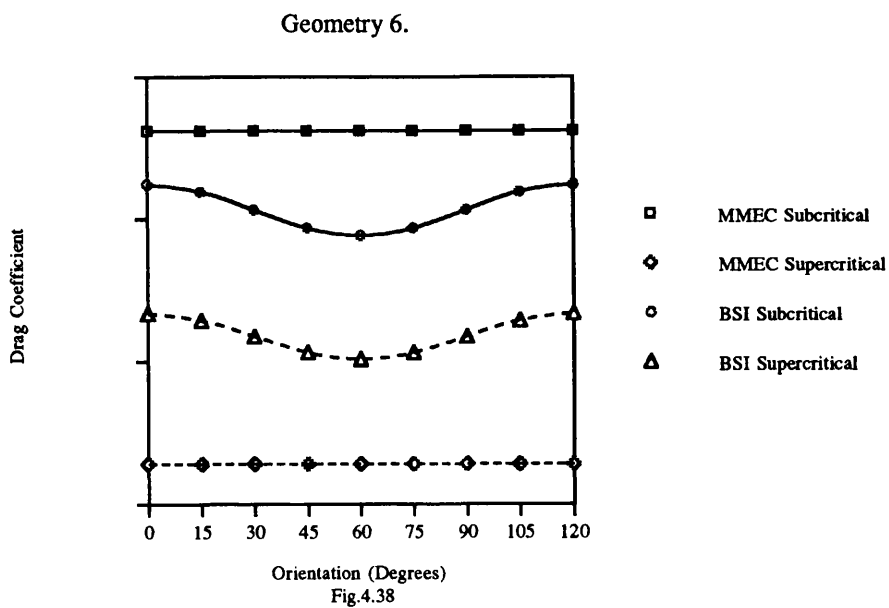 Geometry 6.
Drag Coefficient
MMEC Subcritical
MMEC Supercritical
BSI Subcritical
BSI Supercritical
0 15 30 45 60 75 90 105 120
Orientation (Degrees)
Fig.4.38